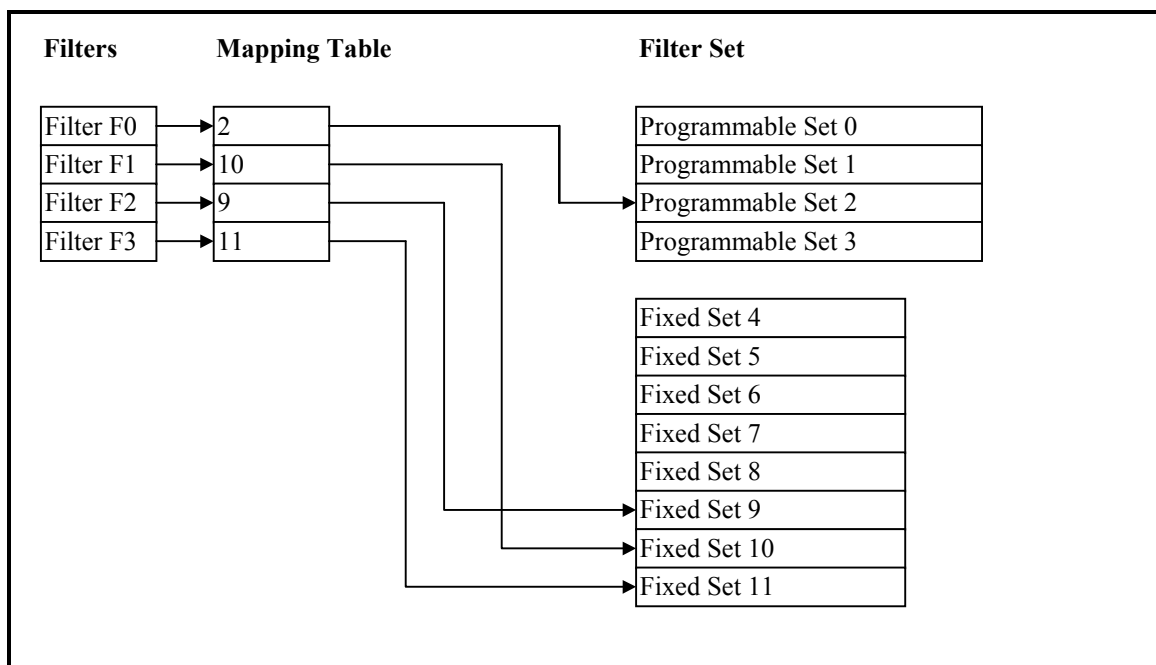 Filters Mapping Table Filter Set
Filter F0 2 Programmable Set 0
Filter F1 10 Programmable Set 1
Filter F2 9 Programmable Set 2
Filter F3 11 Programmable Set 3
Fixed Set 4
Fixed Set 5
Fixed Set 6
Fixed Set 7
Fixed Set 8
Fixed Set 9
Fixed Set 10
Fixed Set 11